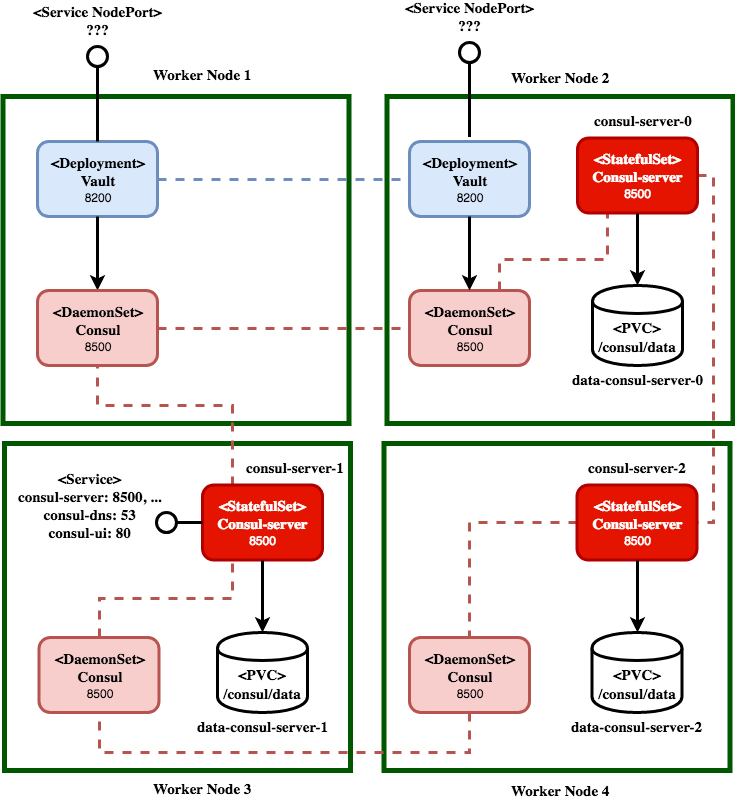 <Service NodePort>
???
<Service NodePort>
???
Worker Node 1
Worker Node 2
<Deployment>
Vault
8200
<Deployment>
Vault
8200
consul-server-0
<StatefulSet>
Consul-server
8500
<DaemonSet>
Consul
8500
<DaemonSet>
Consul
8500
<PVC>
/consul/data
data-consul-server-0
<Service>
consul-server: 8500, ...
consul-dns: 53
consul-ui: 80
consul-server-1
<StatefulSet>
Consul-server
8500
consul-server-2
<StatefulSet>
Consul-server
8500
<DaemonSet>
Consul
8500
<PVC>
/consul/data
data-consul-server-1
<DaemonSet>
Consul
8500
<PVC>
/consul/data
data-consul-server-2
Worker Node 3
Worker Node 4